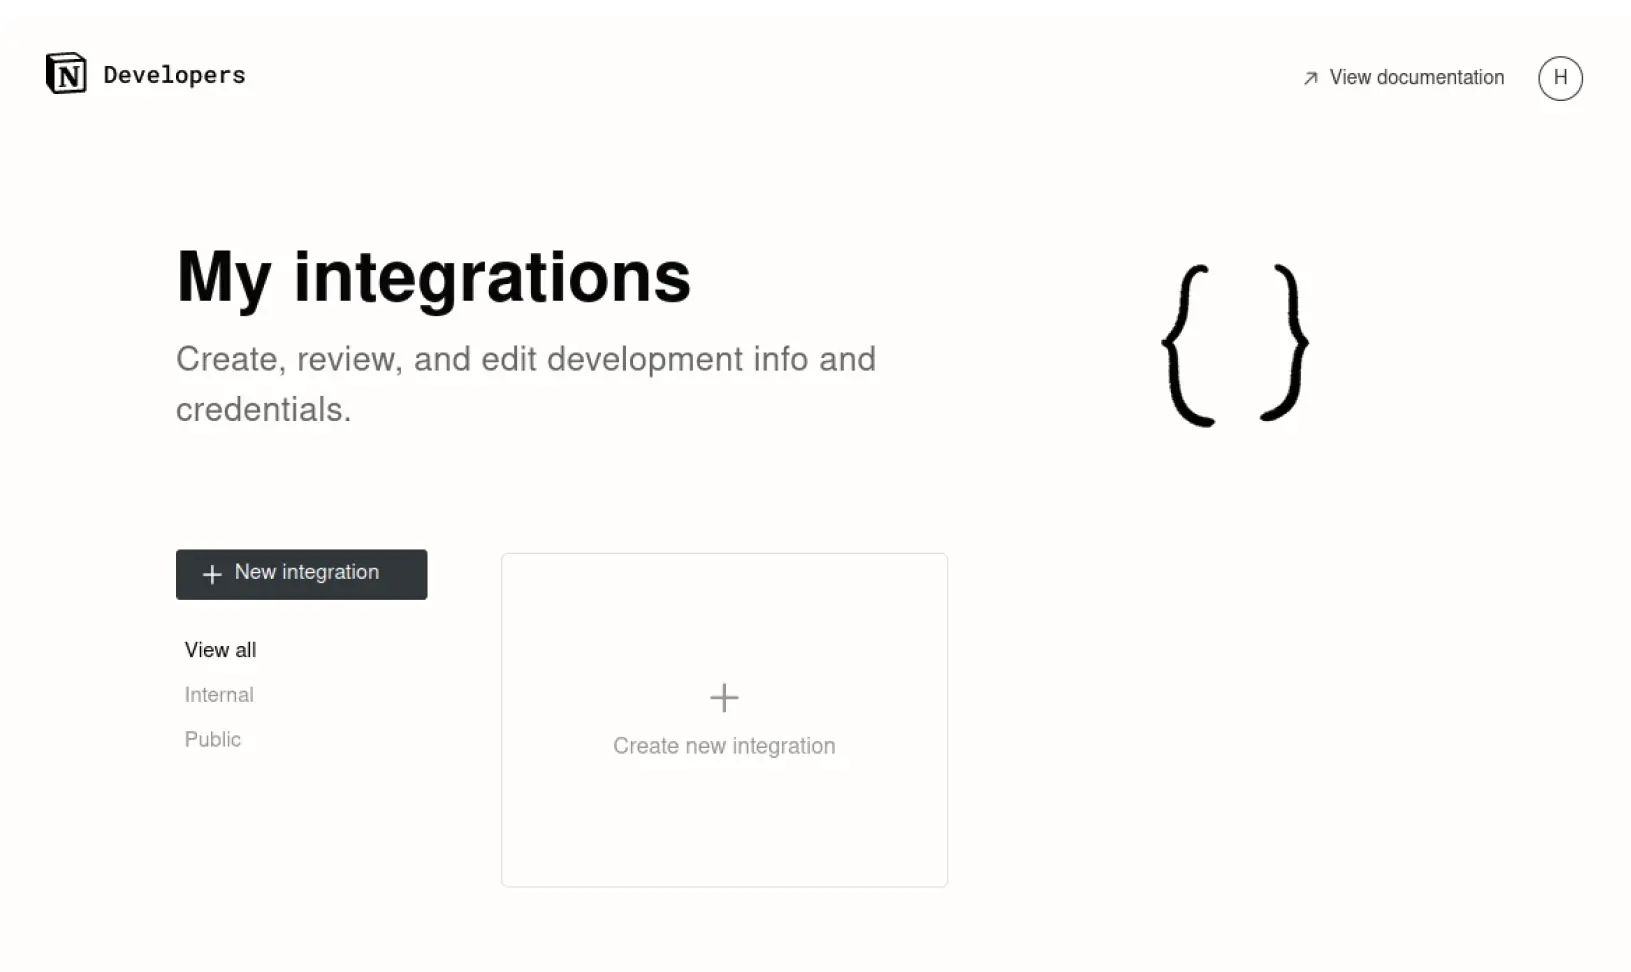 N Developers
View documentation
H
My integrations
Create, review, and edit development info and
credentials.
{ }
+ New integration
View all
Internal
Public
+
Create new integration